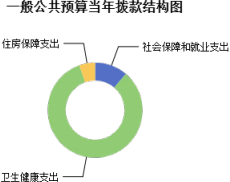 一般公共预算当年拨款结构图
住房保障支出
社会保障和就业支出
卫生健康支出